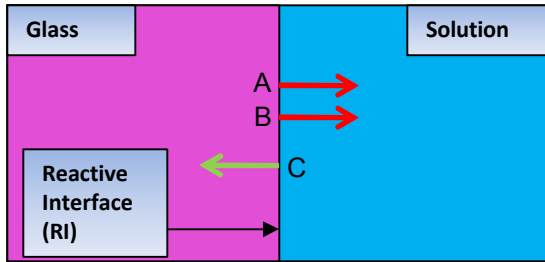 Glass
Solution
A
B
C
Reactive
Interface
(RI)